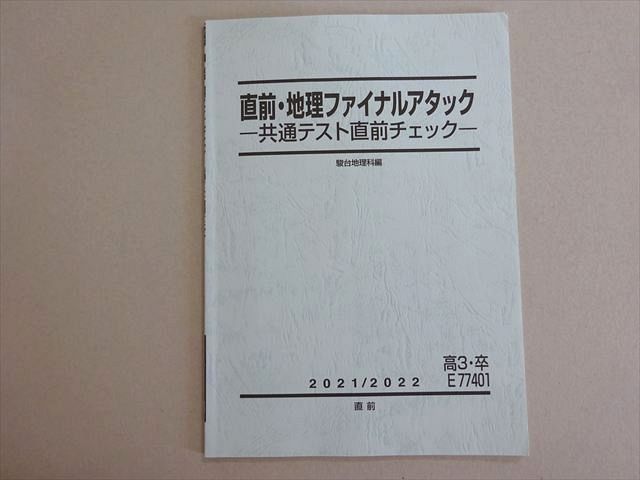 直前・地理ファイナルアタック
―共通テスト直前チェック―
駿台地理科編
高3・卒
2021/2022
E77401
直前